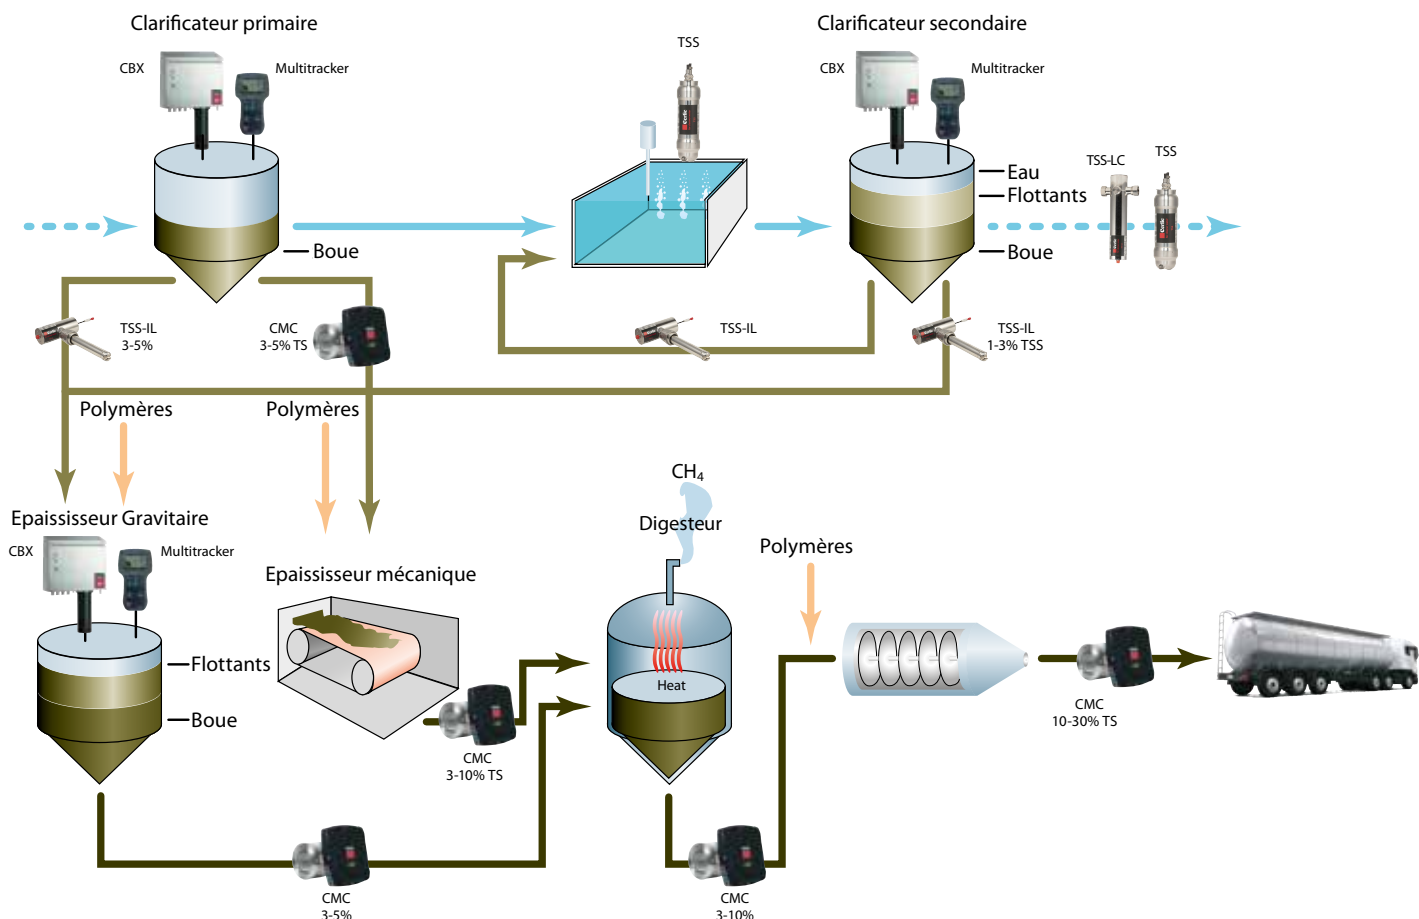 Clarificateur primaire
CBX
Multitracker
Boue
TSS
Clarificateur secondaire
CBX
Multitracker
Eau
Flottants
Boue
TSS-LC
TSS
TSS-IL
3-5%
CMC
3-5% TS
TSS-IL
TSS-IL
1-3% TSS
Polymères
Polymères
Epaississeur Gravitaire
CBX
Multitracker
Flottants
Boue
Epaississeur mécanique
CMC
3-10% TS
CH₄
Digesteur
Heat
Polymères
CMC
10-30% TS
CMC
3-5%
CMC
3-10%